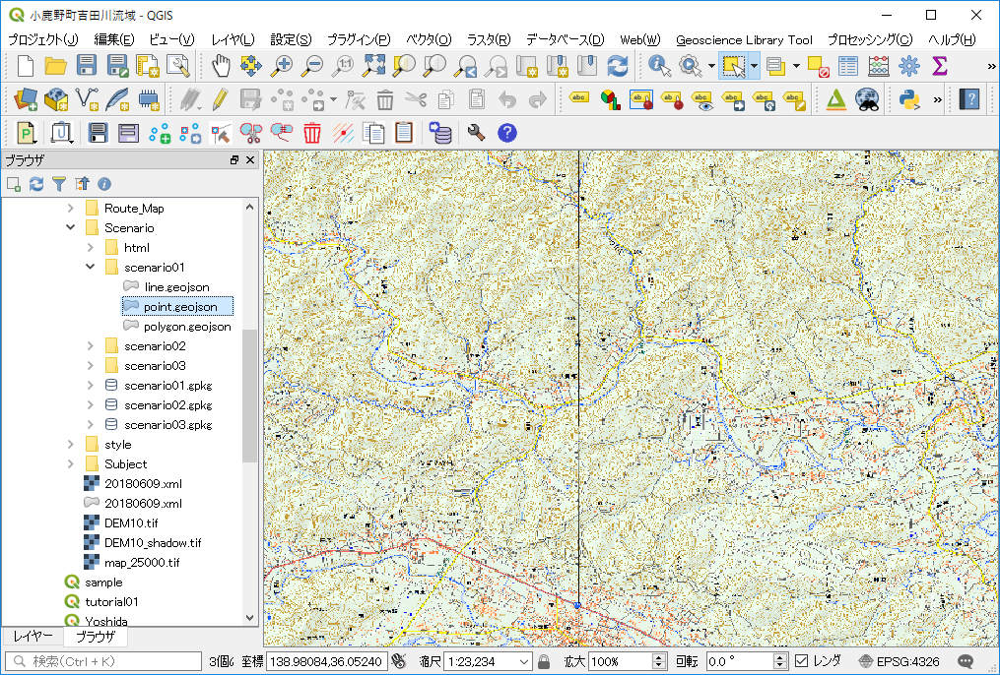 小鹿野町吉田川流域 - QGIS
プロジェクト(J) 編集(E) ビュー(V) レイヤ(L) 設定(S) プラグイン(P) ベクタ(O) ラスタ(R) データベース(D) Web(W) Geoscience Library Tool プロセッシング(C) ヘルプ(H)
ブラウザ
Route_Map
Scenario
html
scenario01
line.geojson
point.geojson
polygon.geojson
scenario02
scenario03
scenario01.gpkg
scenario02.gpkg
scenario03.gpkg
style
Subject
20180609.xml
20180609.xml
DEM10.tif
DEM10_shadow.tif
map_25000.tif
sample
tutorial01
Yoshida
レイヤー ブラウザ
検索(Ctrl + K) 3個 座標 138.98084,36.05240 縮尺 1:23,234 拡大 100% 回転 0.0 ° レンダ EPSG:4326